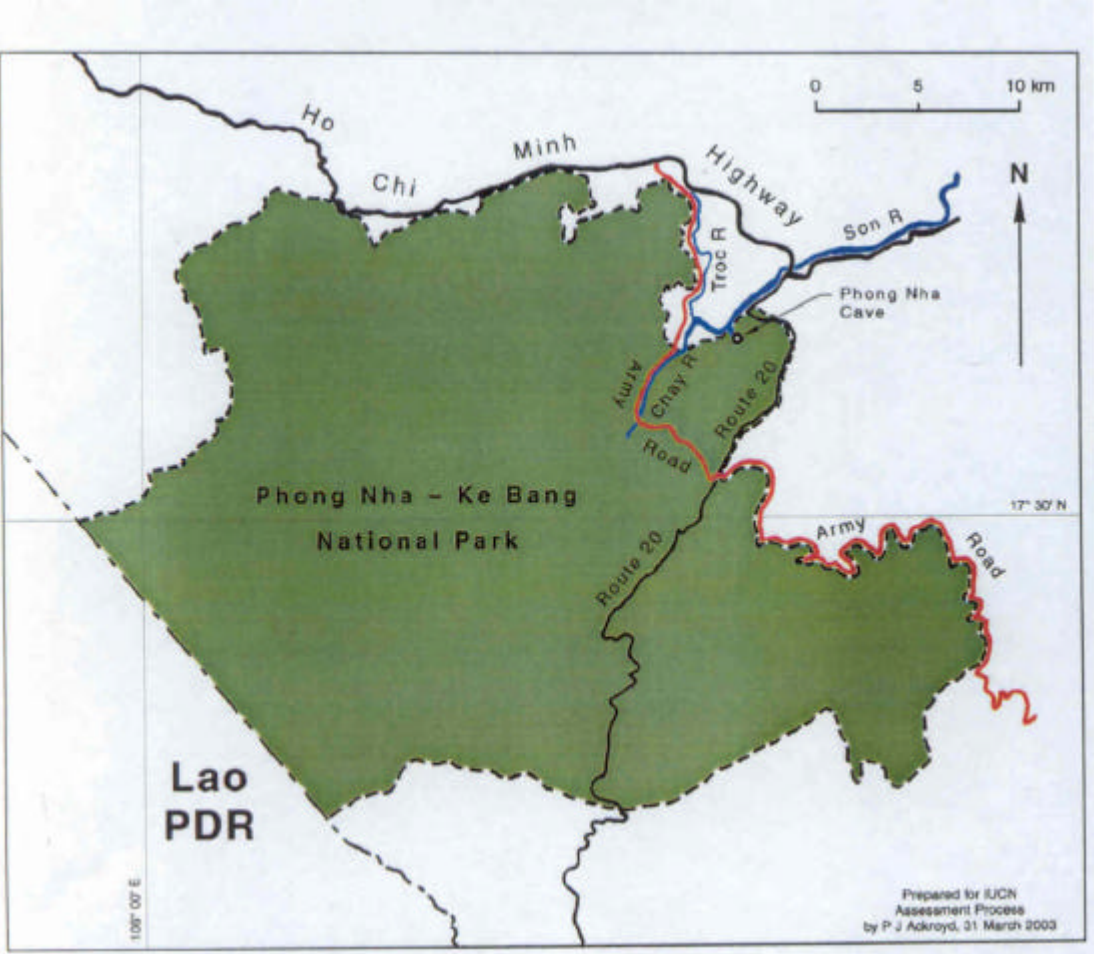 0 5 10 km
Ho
Chi
Minh
Highway
N
Son R
Troc R
Phong Nha
Cave
Army
Chay R
Route 20
Road
Phong Nha – Ke Bang
National Park
17° 30' N
Army
Road
Route 20
Lao
PDR
106° 00' E
Prepared for IUCN
Assessment Process
by P J Ackroyd, 31 March 2003